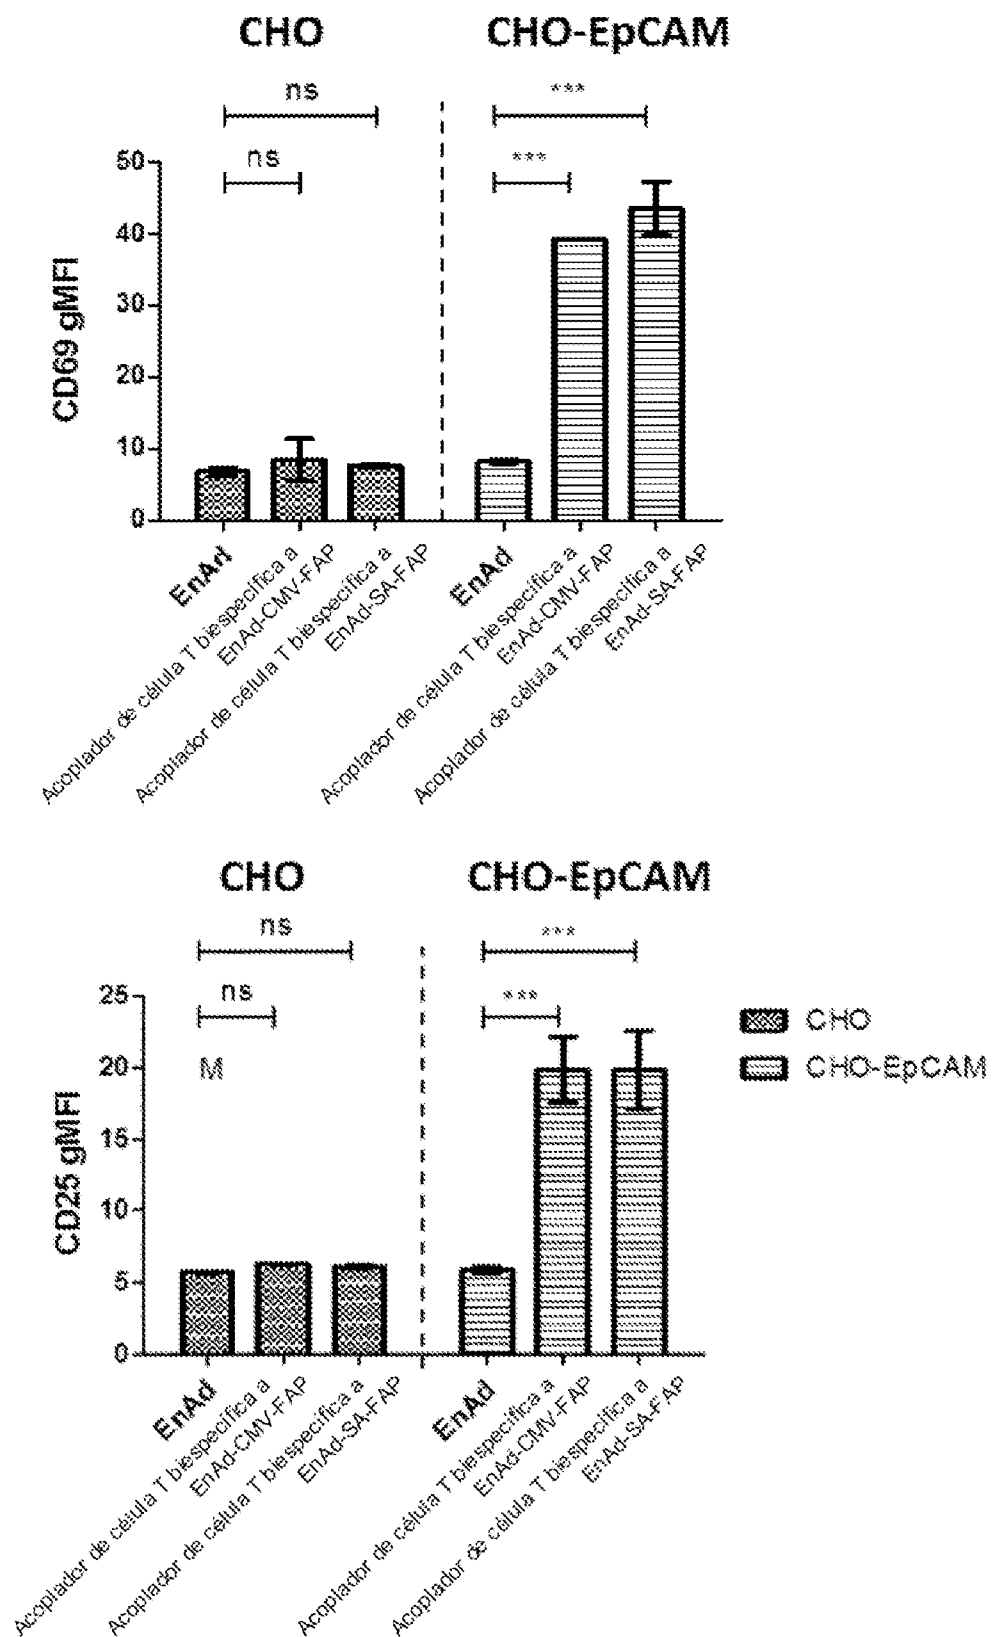 CHO
CHO-EpCAM
ns
***
ns
***
50
40
30
20
10
0
CD69 gMFI
EnAd
Acoplador de célula T biespecífica a
EnAd-CMV-FAP
Acoplador de célula T biespecífica a
EnAd-SA-FAP
EnAd
Acoplador de célula T biespecífica a
EnAd-CMV-FAP
Acoplador de célula T biespecífica a
EnAd-SA-FAP
CHO
CHO-EpCAM
ns
***
ns
***
M
25
20
15
10
5
0
CD25 gMFI
CHO
CHO-EpCAM
EnAd
Acoplador de célula T biespecífica a
EnAd-CMV-FAP
Acoplador de célula T biespecífica a
EnAd-SA-FAP
EnAd
Acoplador de célula T biespecífica a
EnAd-CMV-FAP
Acoplador de célula T biespecífica a
EnAd-SA-FAP